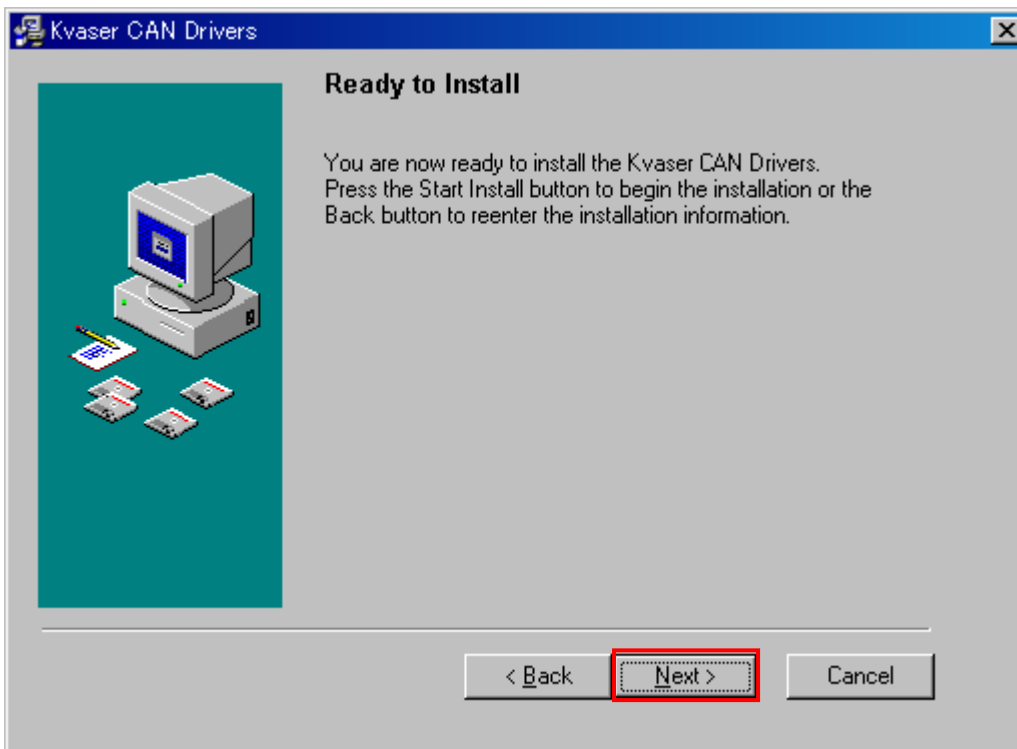 Kvaser CAN Drivers
Ready to Install
You are now ready to install the Kvaser CAN Drivers.
Press the Start Install button to begin the installation or the
Back button to reenter the installation information.
< Back
Next >
Cancel